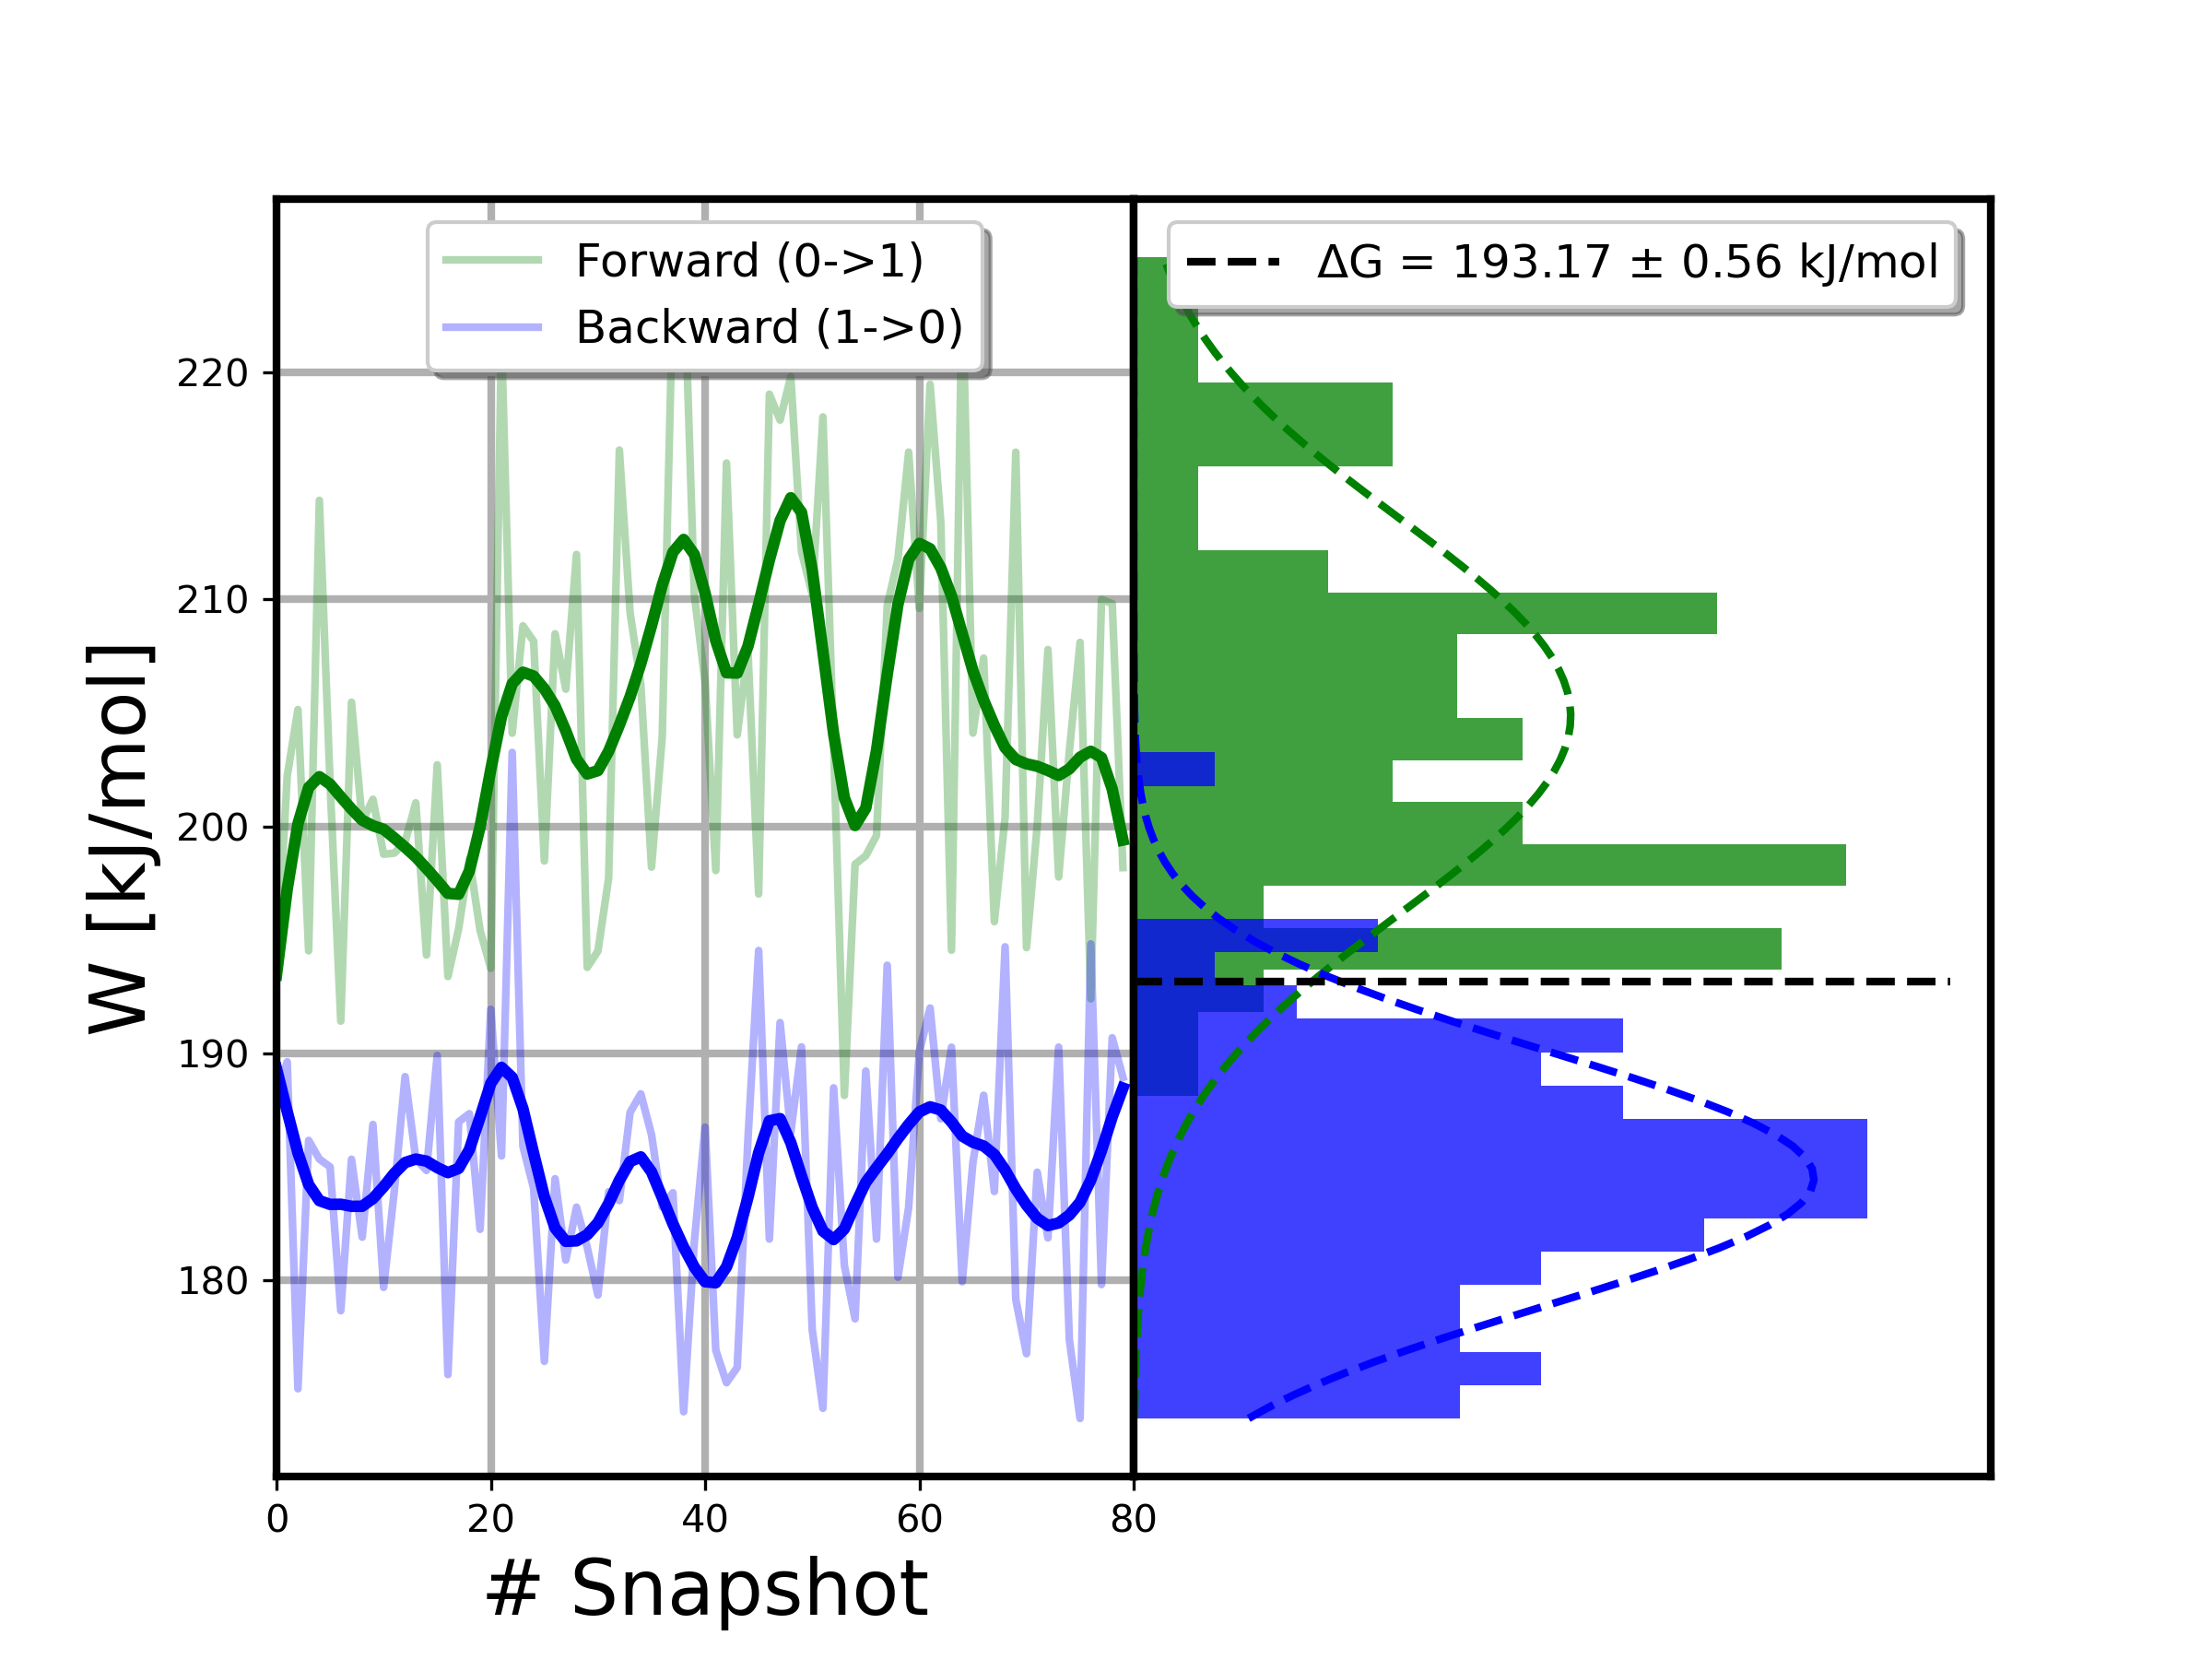 Forward (0->1)
Backward (1->0)
ΔG = 193.17 ± 0.56 kJ/mol
W [kJ/mol]
220
210
200
190
180
0 20 40 60 80
# Snapshot